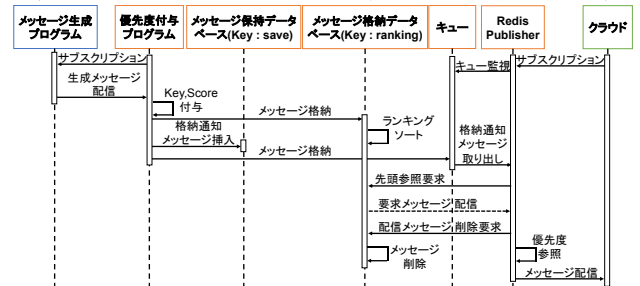 メッセージ生成
プログラム
優先度付与
プログラム
メッセージ保持データ
ベース(Key : save)
メッセージ格納データ
ベース(Key : ranking)
キュー
Redis
Publisher
クラウド
サブスクリプション
キュー監視
サブスクリプション
生成メッセージ
配信
Key,Score
付与
メッセージ格納
ランキング
ソート
格納通知
メッセージ挿入
メッセージ格納
格納通知
メッセージ
取り出し
先頭参照要求
要求メッセージ配信
配信メッセージ削除要求
メッセージ
削除
優先度
参照
メッセージ配信